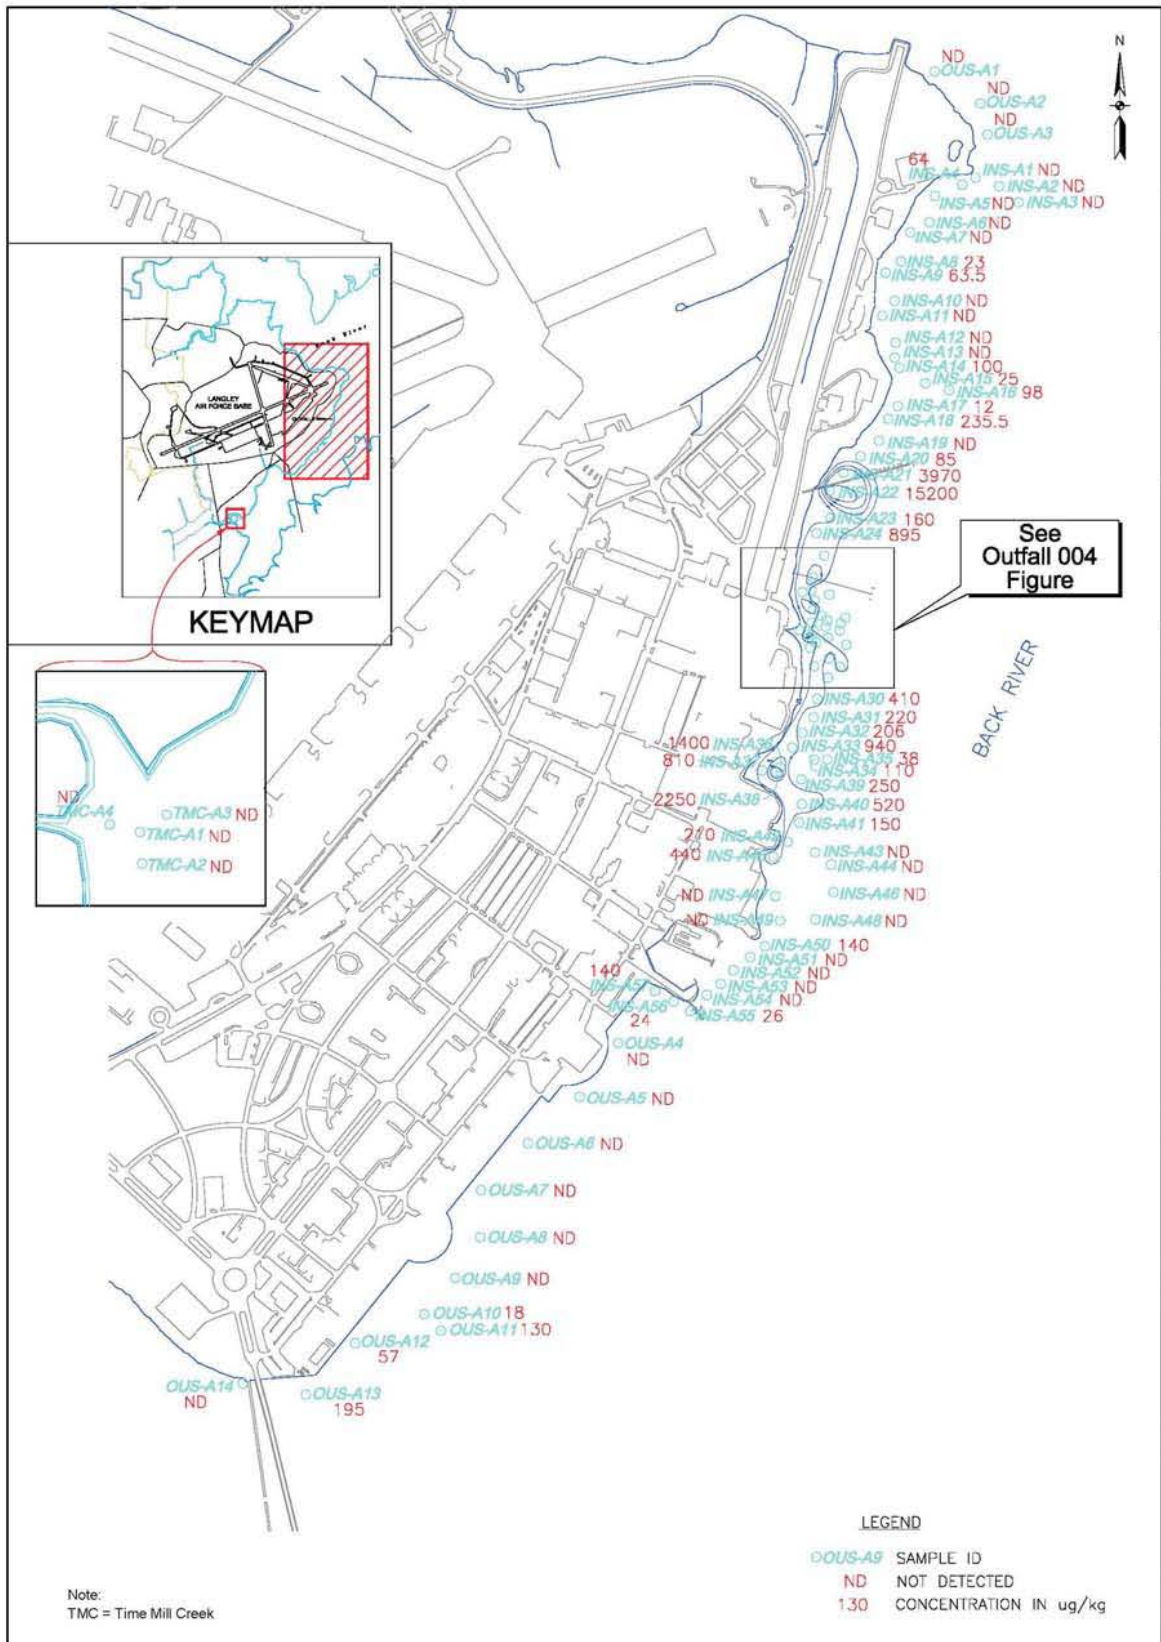 N
ND
OUS-A1
ND
OUS-A2
ND
OUS-A3
64
INS-A4
INS-A1 ND
INS-A2 ND
INS-A5 ND
INS-A3 ND
INS-A6 ND
INS-A7 ND
INS-A8 23
INS-A9 63.5
INS-A10 ND
INS-A11 ND
INS-A12 ND
INS-A13 ND
INS-A14 100
INS-A15 25
INS-A16 98
INS-A17 12
INS-A18 235.5
INS-A19 ND
INS-A20 85
INS-A21 3970
INS-A22 15200
INS-A23 160
INS-A24 895
See
Outfall 004
Figure
BACK RIVER
LANGLEY
AIR FORCE BASE
KEYMAP
ND
TMC-A4
TMC-A3 ND
TMC-A1 ND
TMC-A2 ND
INS-A30 410
INS-A31 220
INS-A32 206
1400 INS-A36
INS-A33 940
810
INS-A35 38
INS-A34 110
INS-A39 250
2250 INS-A38
INS-A40 520
INS-A41 150
INS-A43 ND
440
INS-A44 ND
ND INS-A47
INS-A46 ND
ND INS-A49
INS-A48 ND
INS-A50 140
INS-A51 ND
INS-A52 ND
140
INS-A57
INS-A53 ND
INS-A54 ND
INS-A56
24
INS-A55 26
OUS-A4
ND
OUS-A5 ND
OUS-A6 ND
OUS-A7 ND
OUS-A8 ND
OUS-A9 ND
OUS-A10 18
OUS-A11 130
OUS-A12
57
OUS-A14
ND
OUS-A13
195
LEGEND
OUS-A9 SAMPLE ID
ND NOT DETECTED
130 CONCENTRATION IN ug/kg
Note:
TMC = Time Mill Creek